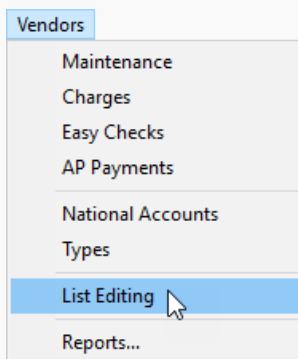 Vendors
Maintenance
Charges
Easy Checks
AP Payments
National Accounts
Types
List Editing
Reports...